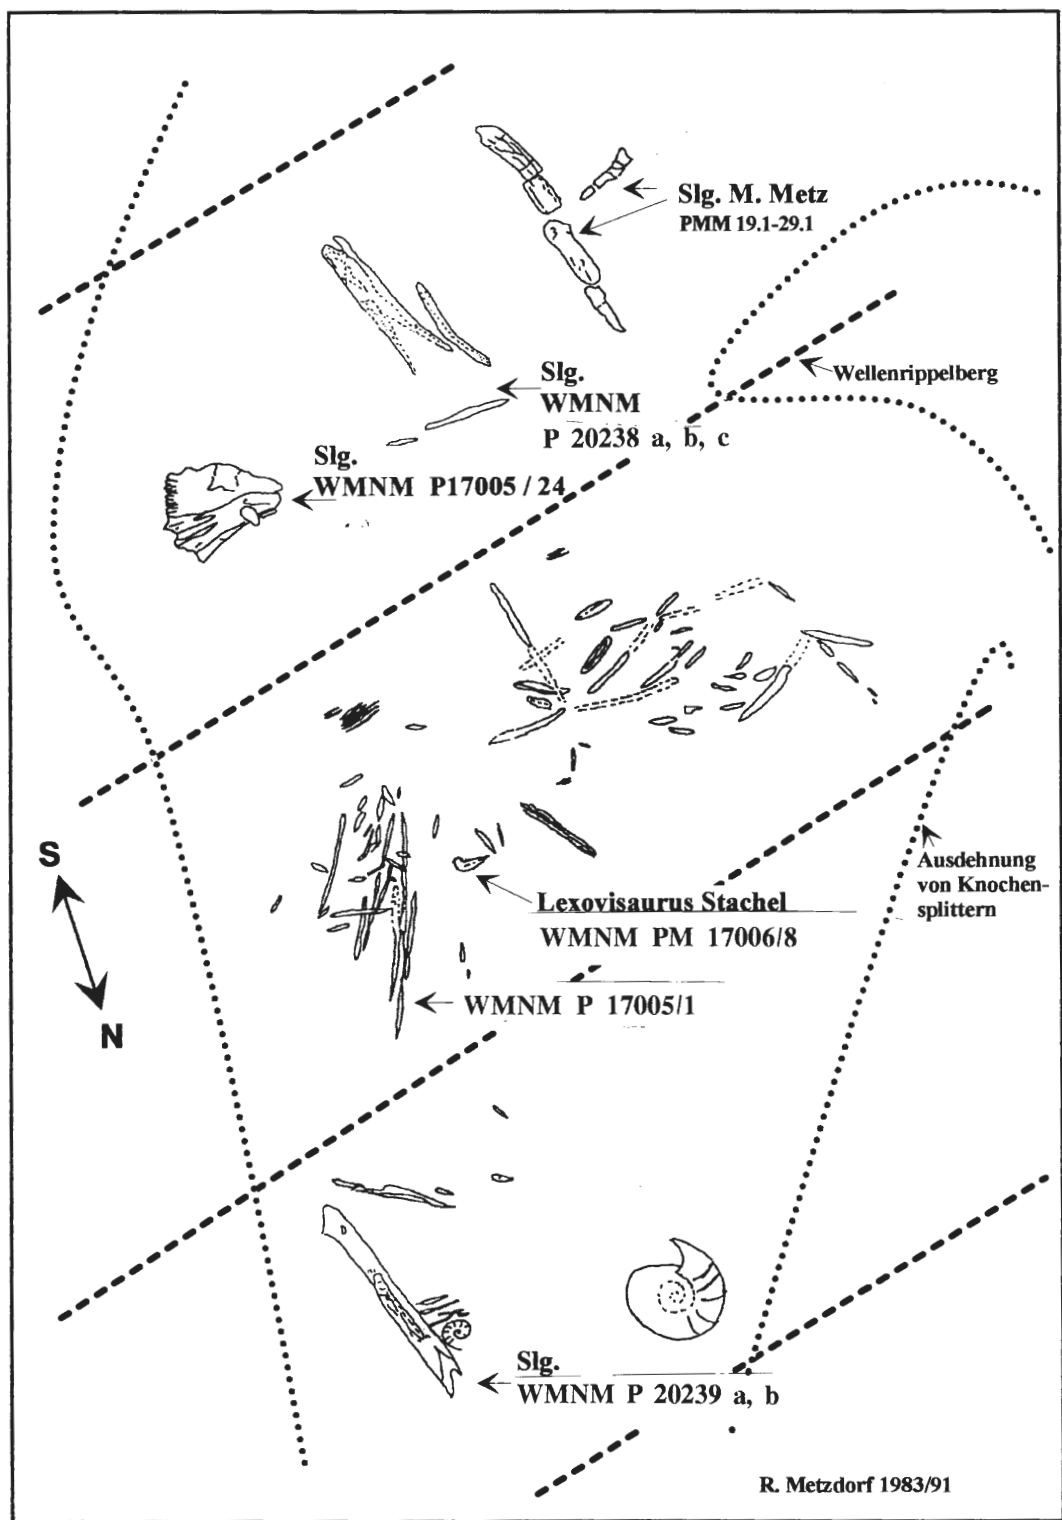 Slg. M. Metz
PMM 19.1-29.1
Wellenrippelberg
Slg.
WMNM
P 20238 a, b, c
Slg.
WMNM P17005 / 24
S
N
Ausdehnung
von Knochen-
splittern
Lexovisaurus Stachel
WMNM PM 17006/8
WMNM P 17005/1
Slg.
WMNM P 20239 a, b
R. Metzdorf 1983/91